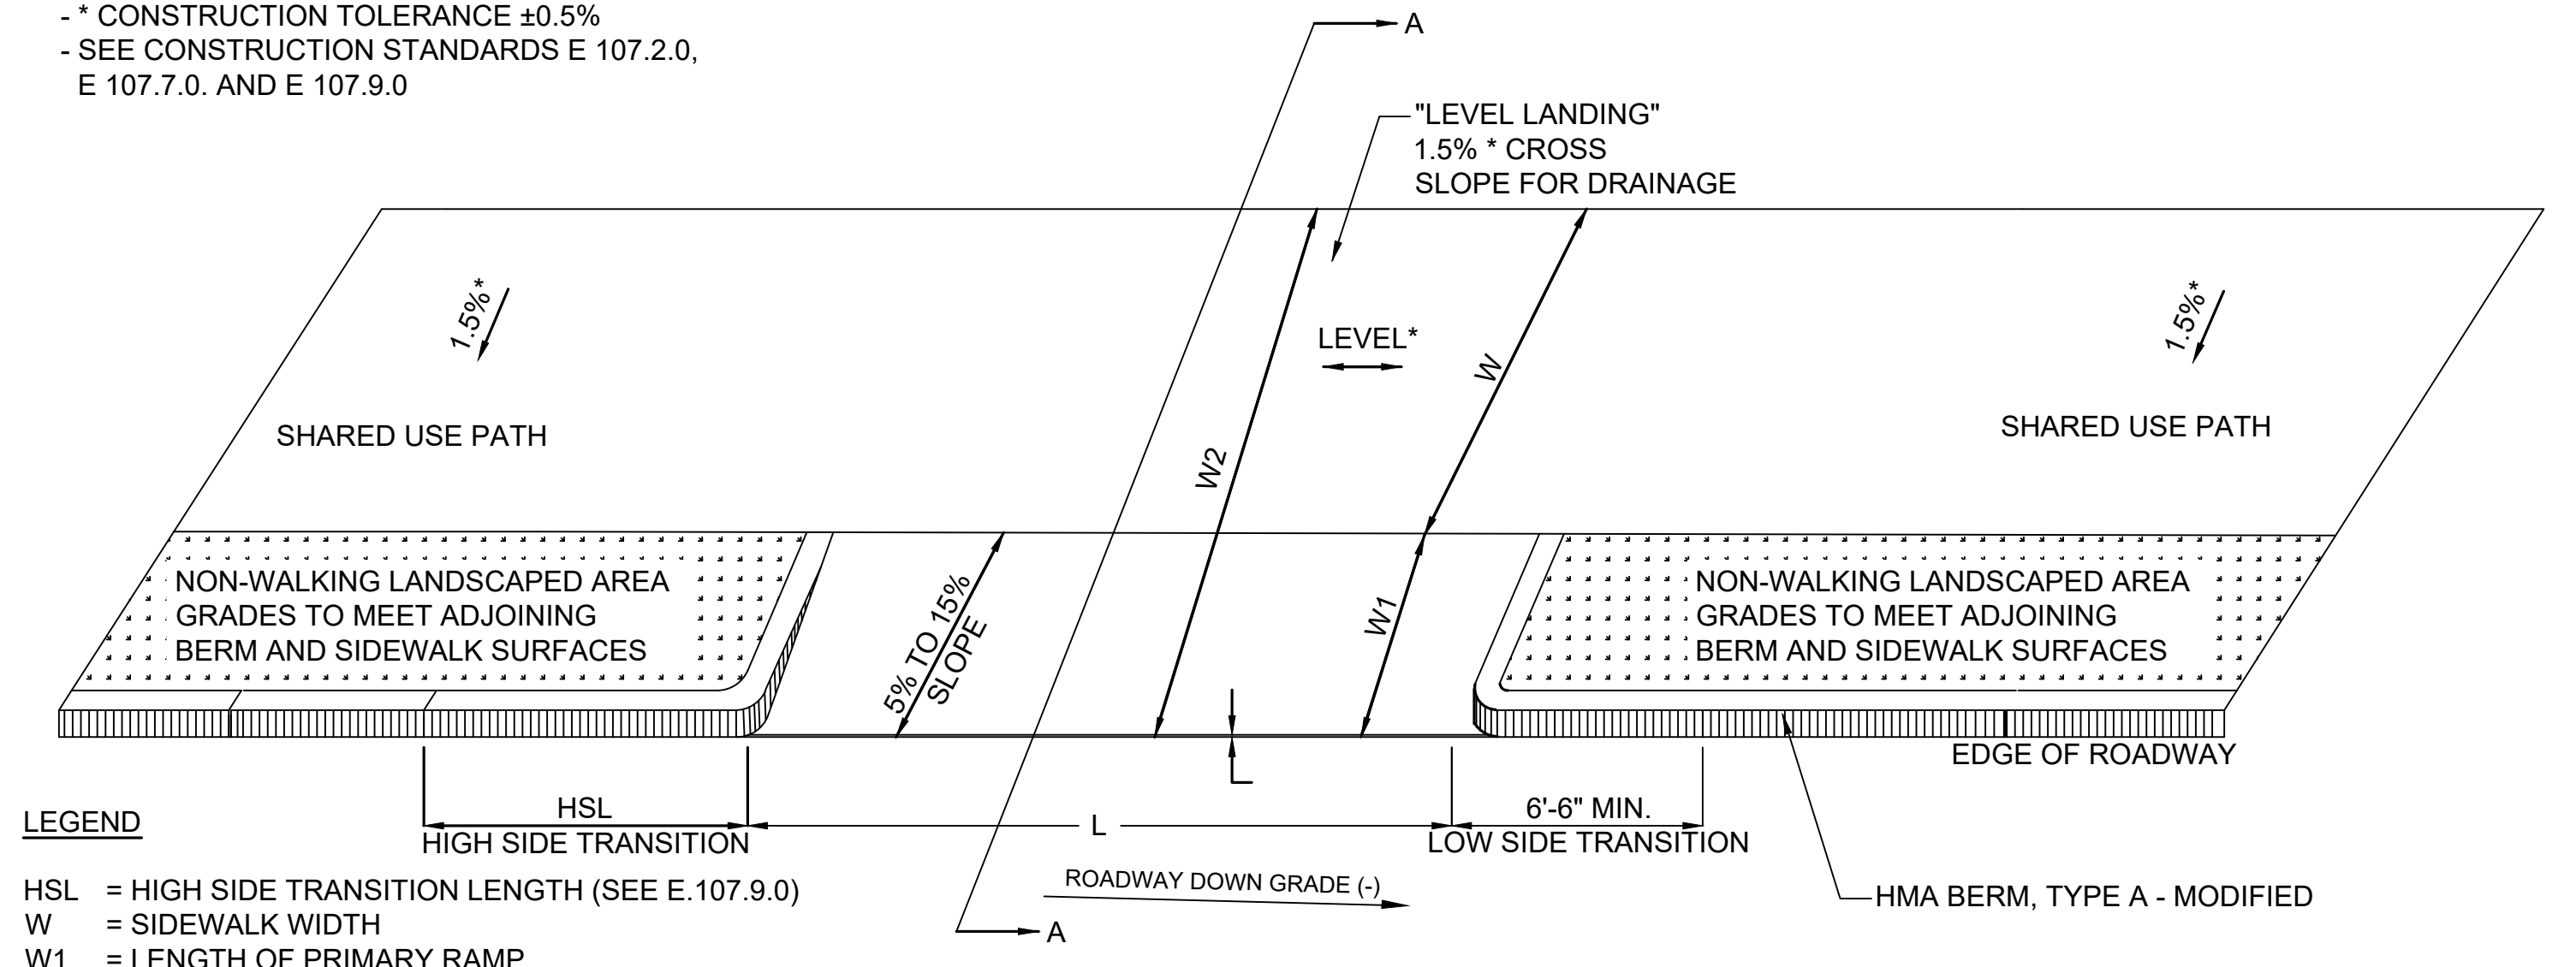 - * CONSTRUCTION TOLERANCE ±0.5%
- SEE CONSTRUCTION STANDARDS E 107.2.0,
E 107.7.0. AND E 107.9.0
A
"LEVEL LANDING"
1.5% * CROSS
SLOPE FOR DRAINAGE
1.5%*
1.5%*
LEVEL*
W
SHARED USE PATH
SHARED USE PATH
W2
NON-WALKING LANDSCAPED AREA
GRADES TO MEET ADJOINING
BERM AND SIDEWALK SURFACES
5% TO 15%
SLOPE
W1
NON-WALKING LANDSCAPED AREA
GRADES TO MEET ADJOINING
BERM AND SIDEWALK SURFACES
EDGE OF ROADWAY
HSL
HIGH SIDE TRANSITION
L
6'-6" MIN.
LOW SIDE TRANSITION
ROADWAY DOWN GRADE (-)
HMA BERM, TYPE A - MODIFIED
A
LEGEND
HSL = HIGH SIDE TRANSITION LENGTH (SEE E.107.9.0)
W = SIDEWALK WIDTH
W1 = LENGTH OF PRIMARY RAMP